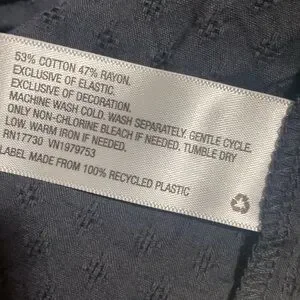 53% COTTON 47% RAYON.
EXCLUSIVE OF ELASTIC.
EXCLUSIVE OF DECORATION.
MACHINE WASH COLD. WASH SEPARATELY. GENTLE CYCLE.
ONLY NON-CHLORINE BLEACH IF NEEDED. TUMBLE DRY
LOW. WARM IRON IF NEEDED.
RN17730 VN1979753
LABEL MADE FROM 100% RECYCLED PLASTIC